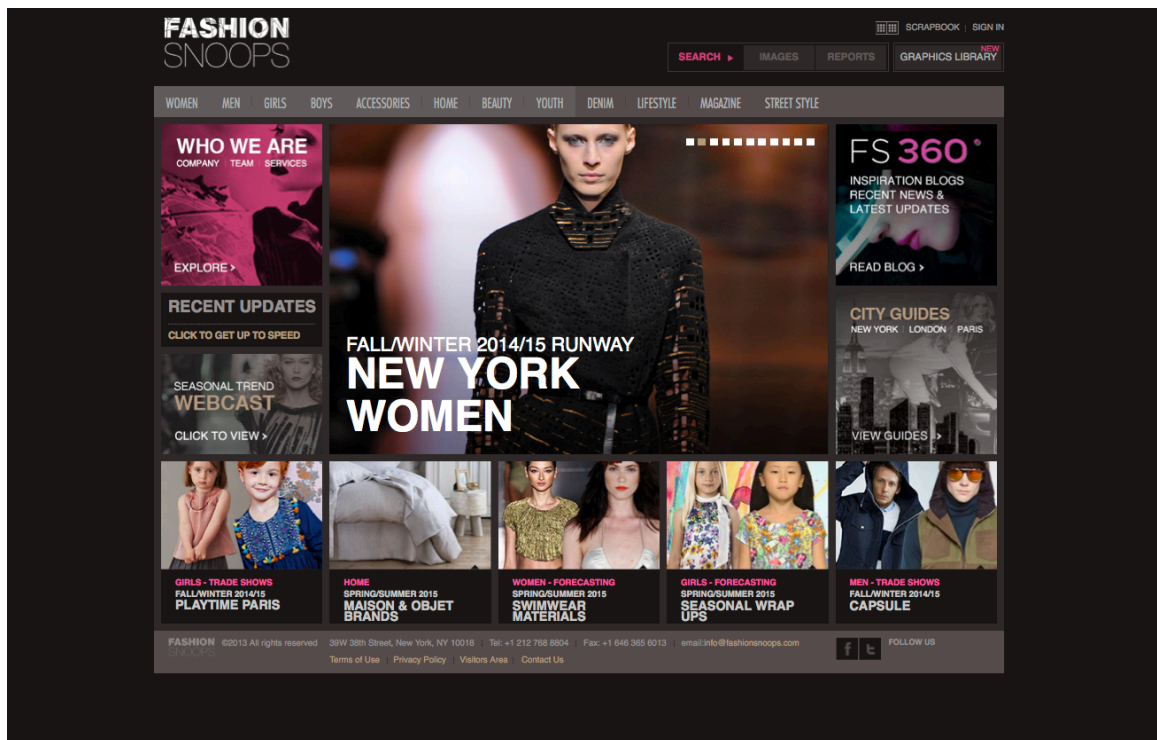 FASHION
SNOOPS
SCRAPBOOK | SIGN IN
SEARCH IMAGES REPORTS
NEW
GRAPHICS LIBRARY
WOMEN MEN GIRLS BOYS ACCESSORIES HOME BEAUTY YOUTH DENIM LIFESTYLE MAGAZINE STREET STYLE
WHO WE ARE
COMPANY | TEAM | SERVICES
EXPLORE >
RECENT UPDATES
CLICK TO GET UP TO SPEED
SEASONAL TREND
WEBCAST
CLICK TO VIEW >
FALL/WINTER 2014/15 RUNWAY
NEW YORK
WOMEN
FS 360°
INSPIRATION BLOGS
RECENT NEWS &
LATEST UPDATES
READ BLOG >
CITY GUIDES
NEW YORK | LONDON | PARIS
VIEW GUIDES >
GIRLS - TRADE SHOWS
FALL/WINTER 2014/15
PLAYTIME PARIS
HOME
SPRING/SUMMER 2015
MAISON & OBJET
BRANDS
WOMEN - FORECASTING
SPRING/SUMMER 2015
SWIMWEAR
MATERIALS
GIRLS - FORECASTING
SPRING/SUMMER 2015
SEASONAL WRAP
UPS
MEN - TRADE SHOWS
FALL/WINTER 2014/15
CAPSULE
FASHION
SNOOPS
©2013 All rights reserved
39W 38th Street, New York, NY 10018 | Tel: +1 212 768 8804 | Fax: +1 646 365 6013 | email:info@fashionsnoops.com
Terms of Use | Privacy Policy | Visitors Area | Contact Us
FOLLOW US